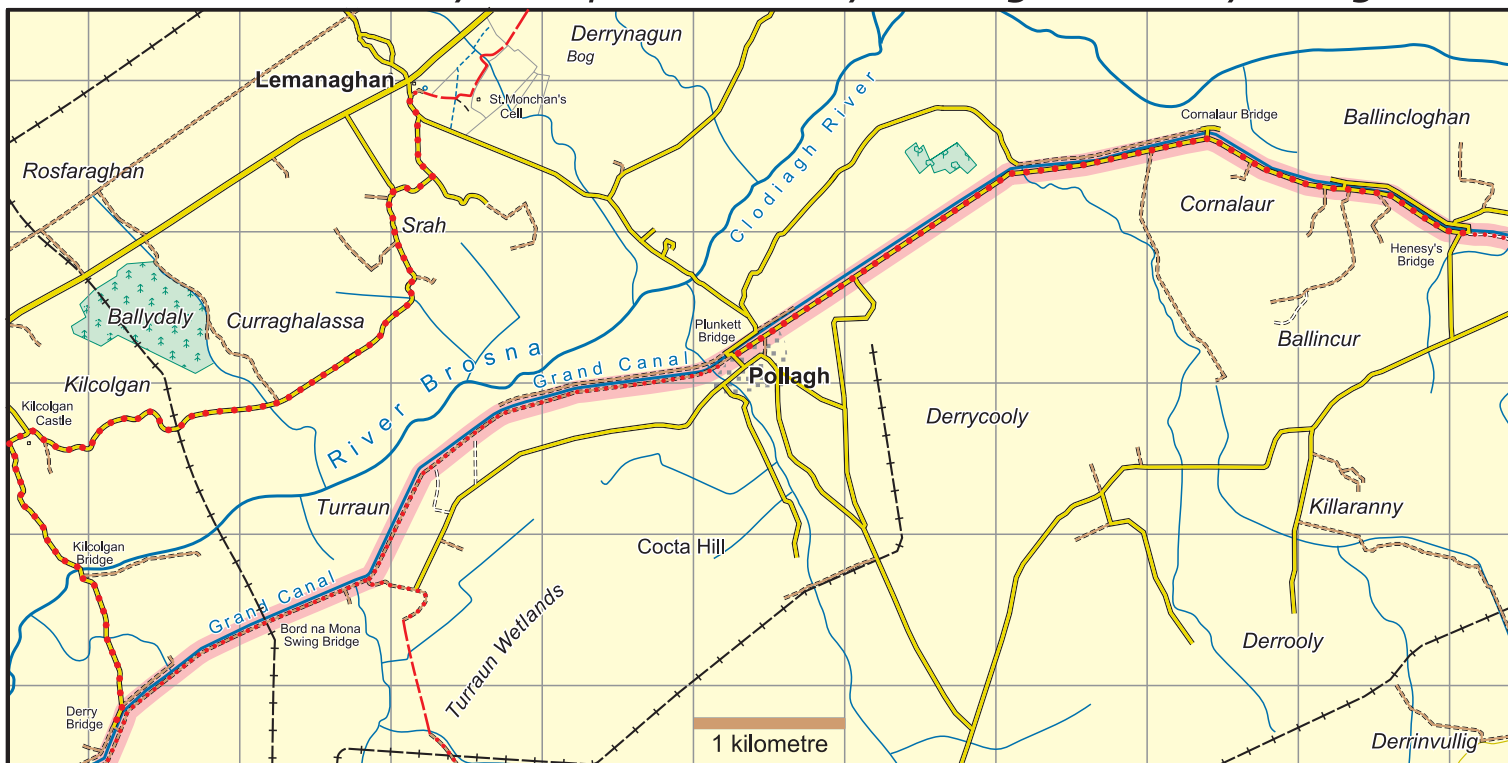 Derrynagun
Bog
Lemanaghan
St.Monchan's
Cell
Clodiagh River
Cornalaur Bridge
Ballincloghan
Rosfaraghan
Srah
Cornalaur
Henesy's
Bridge
Ballydaly
Curraghalassa
Plunkett
Bridge
Ballincur
Kilcolgan
River Brosna
Grand Canal
Pollagh
Kilcolgan
Castle
Derrycooly
Turraun
Killaranny
Kilcolgan
Bridge
Cocta Hill
Grand Canal
Bord na Mona
Swing Bridge
Turraun Wetlands
Derrooly
Derry
Bridge
1 kilometre
Derrinvullig